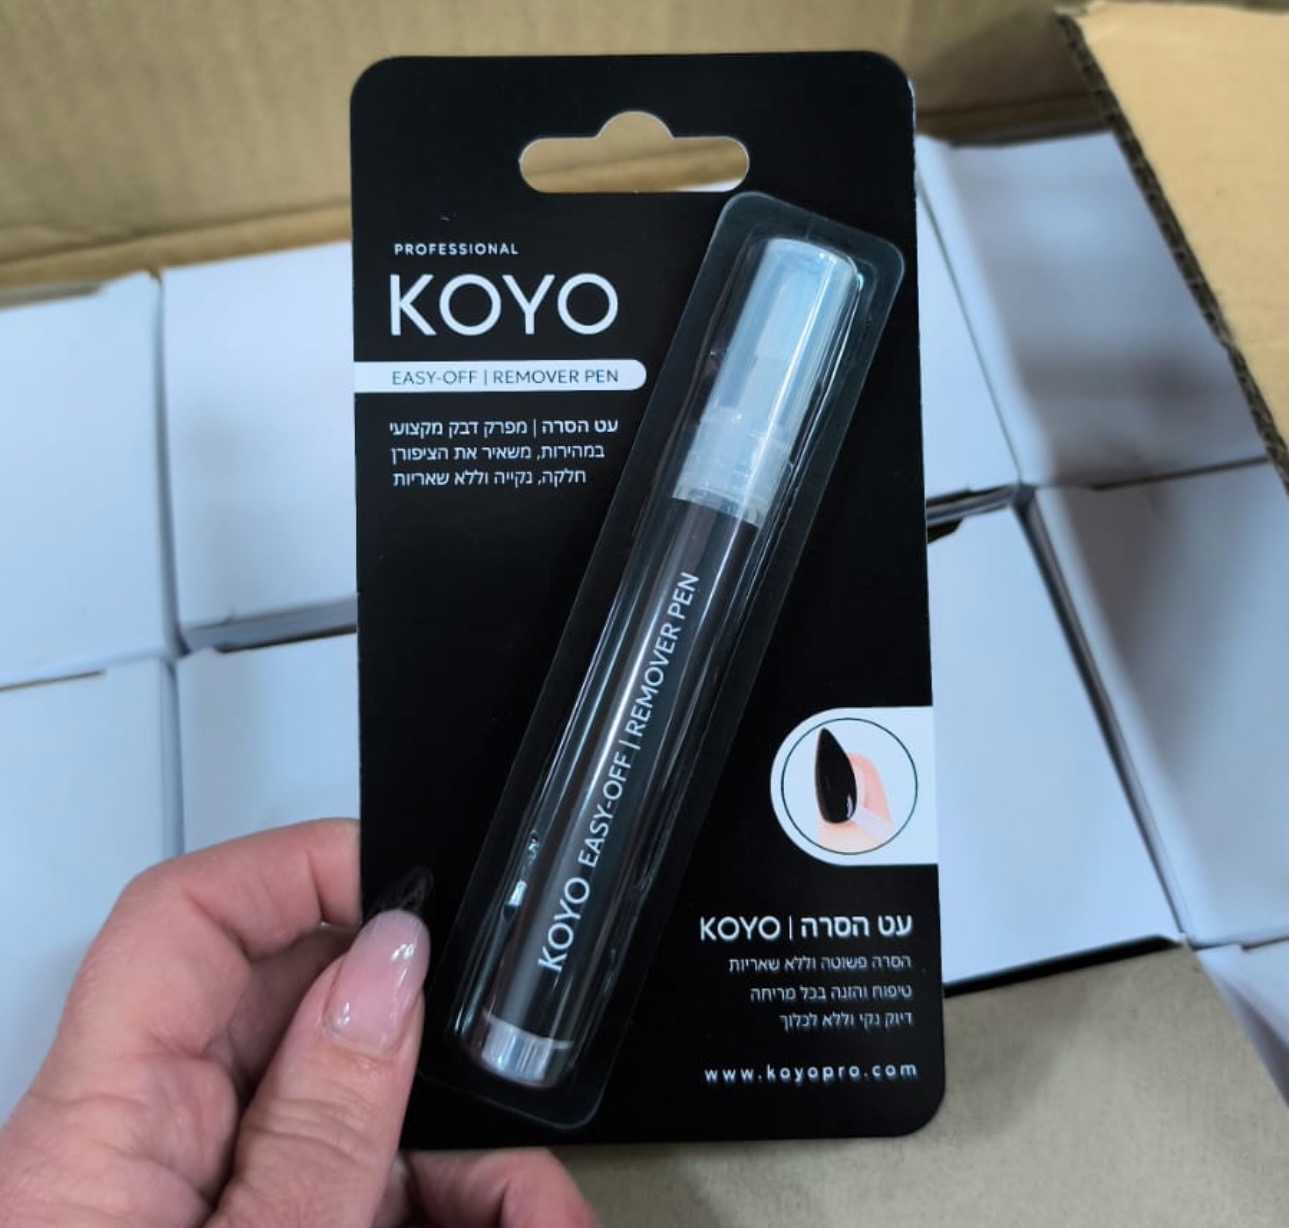 PROFESSIONAL
KOYO
EASY-OFF | REMOVER PEN
עט הסרה | מפרק דבק מקצועי
במהירות, משאיר את הציפורן
חלקה, נקייה וללא שאריות
KOYO EASY-OFF | REMOVER PEN
עט הסרה | KOYO
הסרה פשוטה וללא שאריות
טיפוח והזנה בכל מריחה
דיוק נקי וללא לכלוך
www.koyopro.com